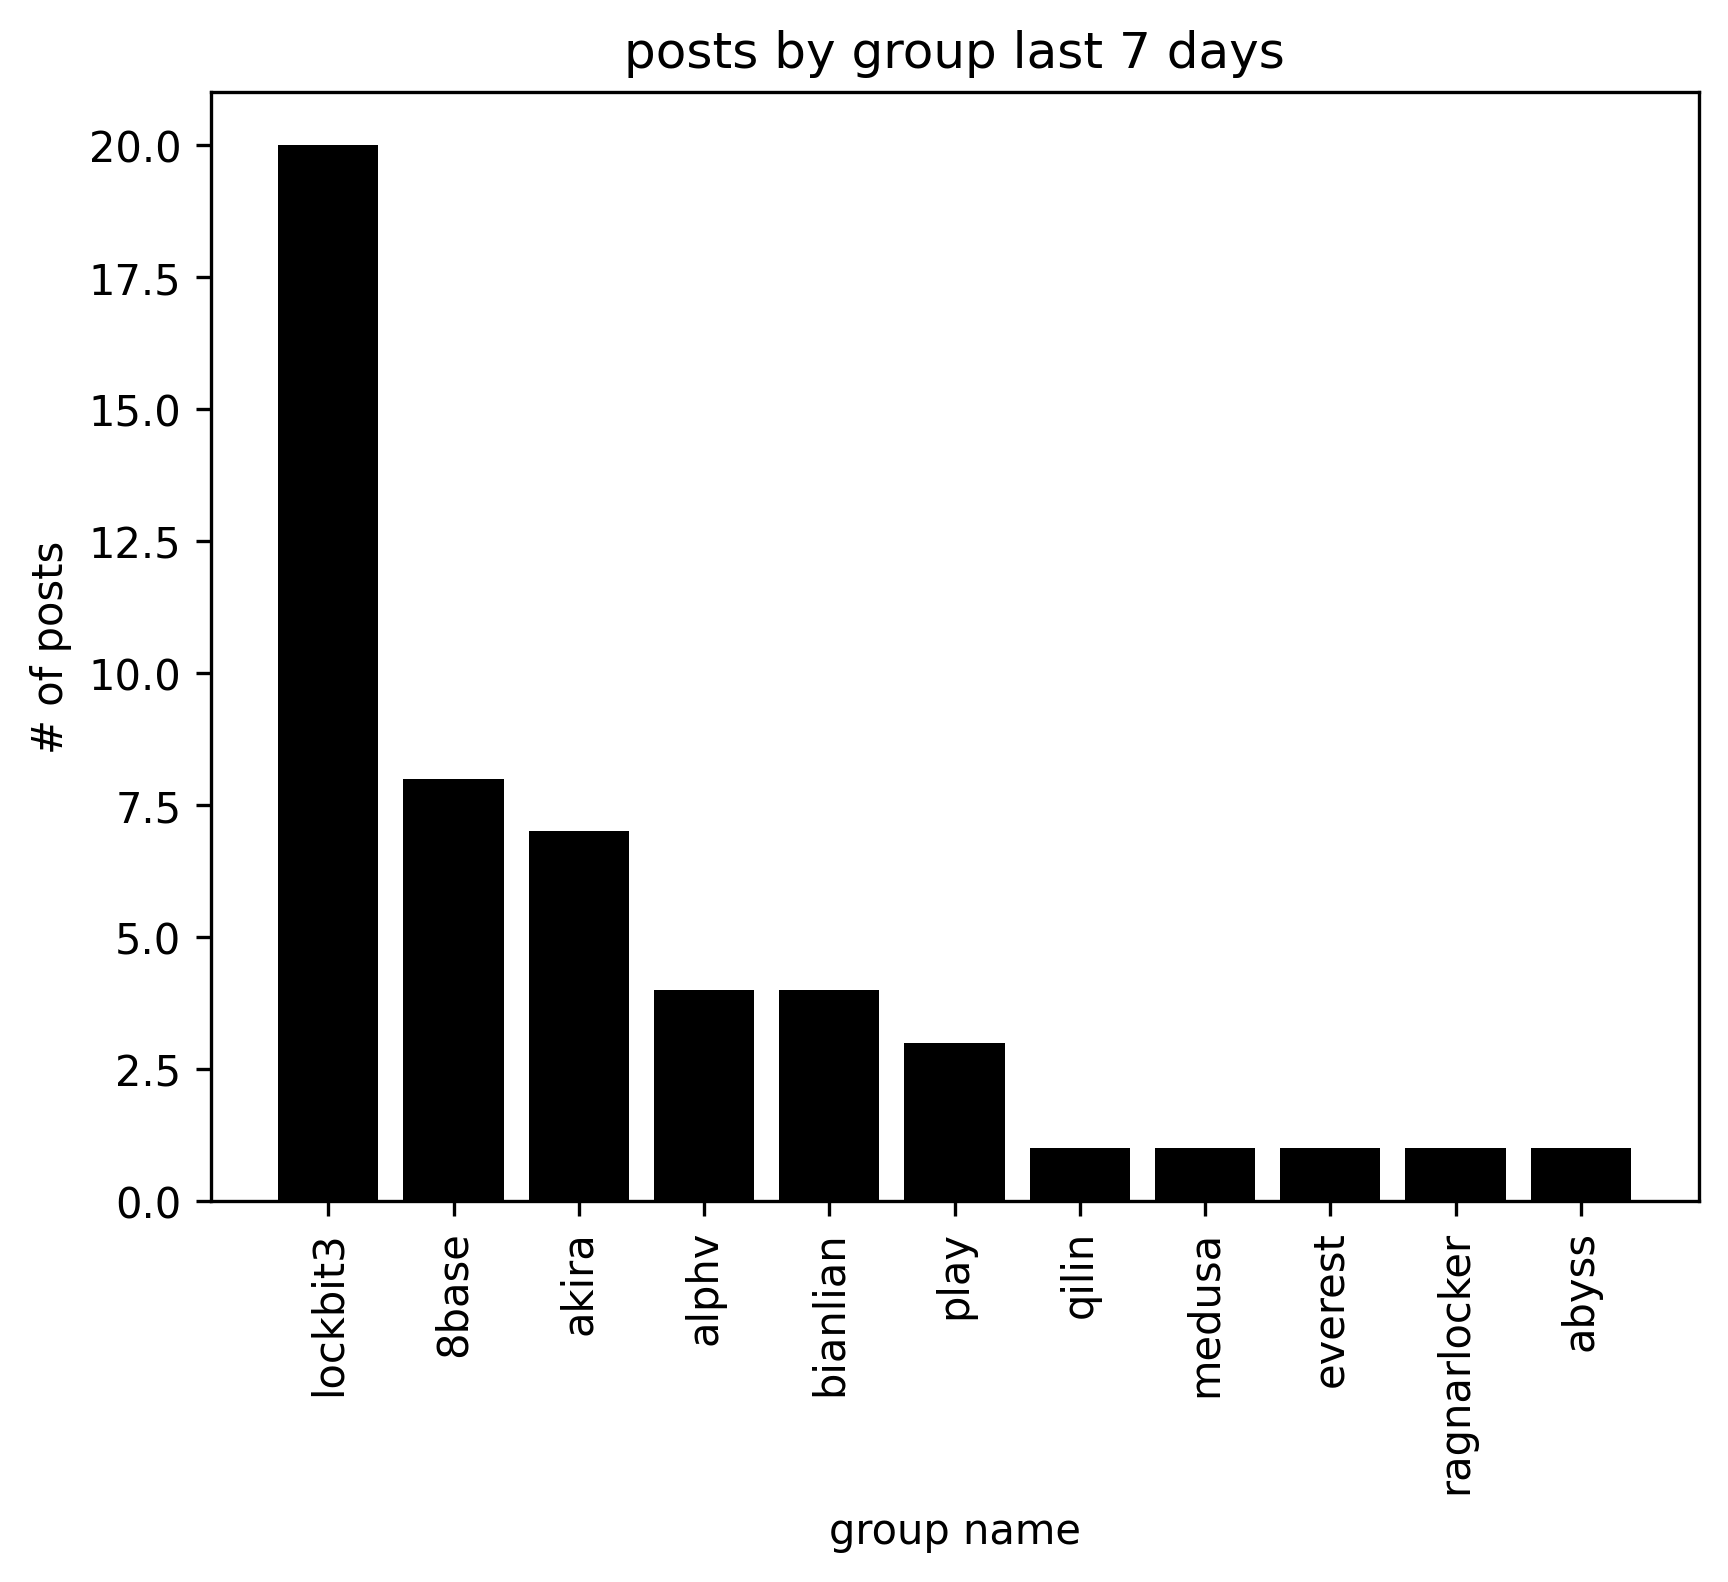 posts by group last 7 days
20.0
17.5
15.0
12.5
10.0
7.5
5.0
2.5
0.0
# of posts
lockbit3
8base
akira
alphv
bianlian
play
qilin
medusa
everest
ragnarlocker
abyss
group name